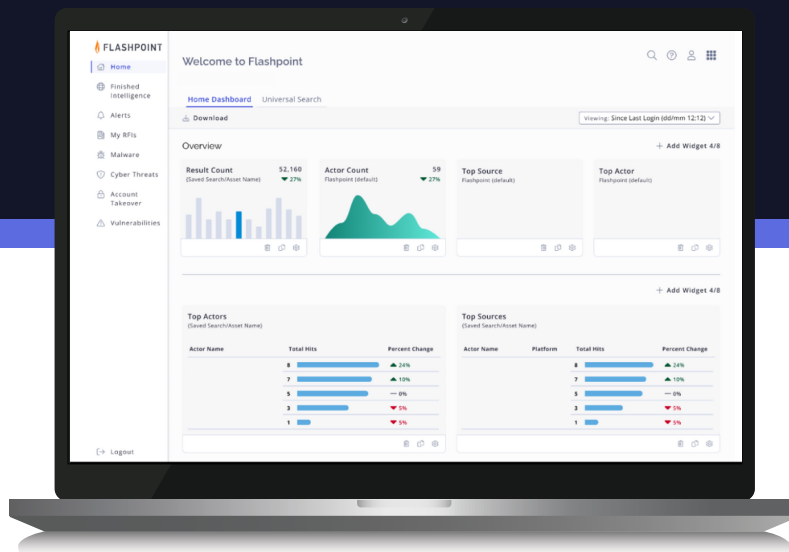 FLASHPOINT
Home
Finished
Intelligence
Alerts
My RFIs
Malware
Cyber Threats
Account
Takeover
Vulnerabilities
Logout
Welcome to Flashpoint
Home Dashboard Universal Search
Download
Viewing: Since Last Login (dd/mm 12:12)
Overview
+ Add Widget 4/8
Result Count 52,160
(Saved Search/Asset Name) ▼ 27%
Actor Count 59
Flashpoint (default) ▼ 27%
Top Source
Flashpoint (default)
Top Actor
Flashpoint (default)
+ Add Widget 4/8
Top Actors
(Saved Search/Asset Name)
Actor Name Total Hits Percent Change
8 ▲ 24%
7 ▲ 10%
5 — 0%
3 ▼ 5%
1 ▼ 5%
Top Sources
(Saved Search/Asset Name)
Actor Name Platform Total Hits Percent Change
8 ▲ 24%
7 ▲ 10%
5 — 0%
3 ▼ 5%
1 ▼ 5%